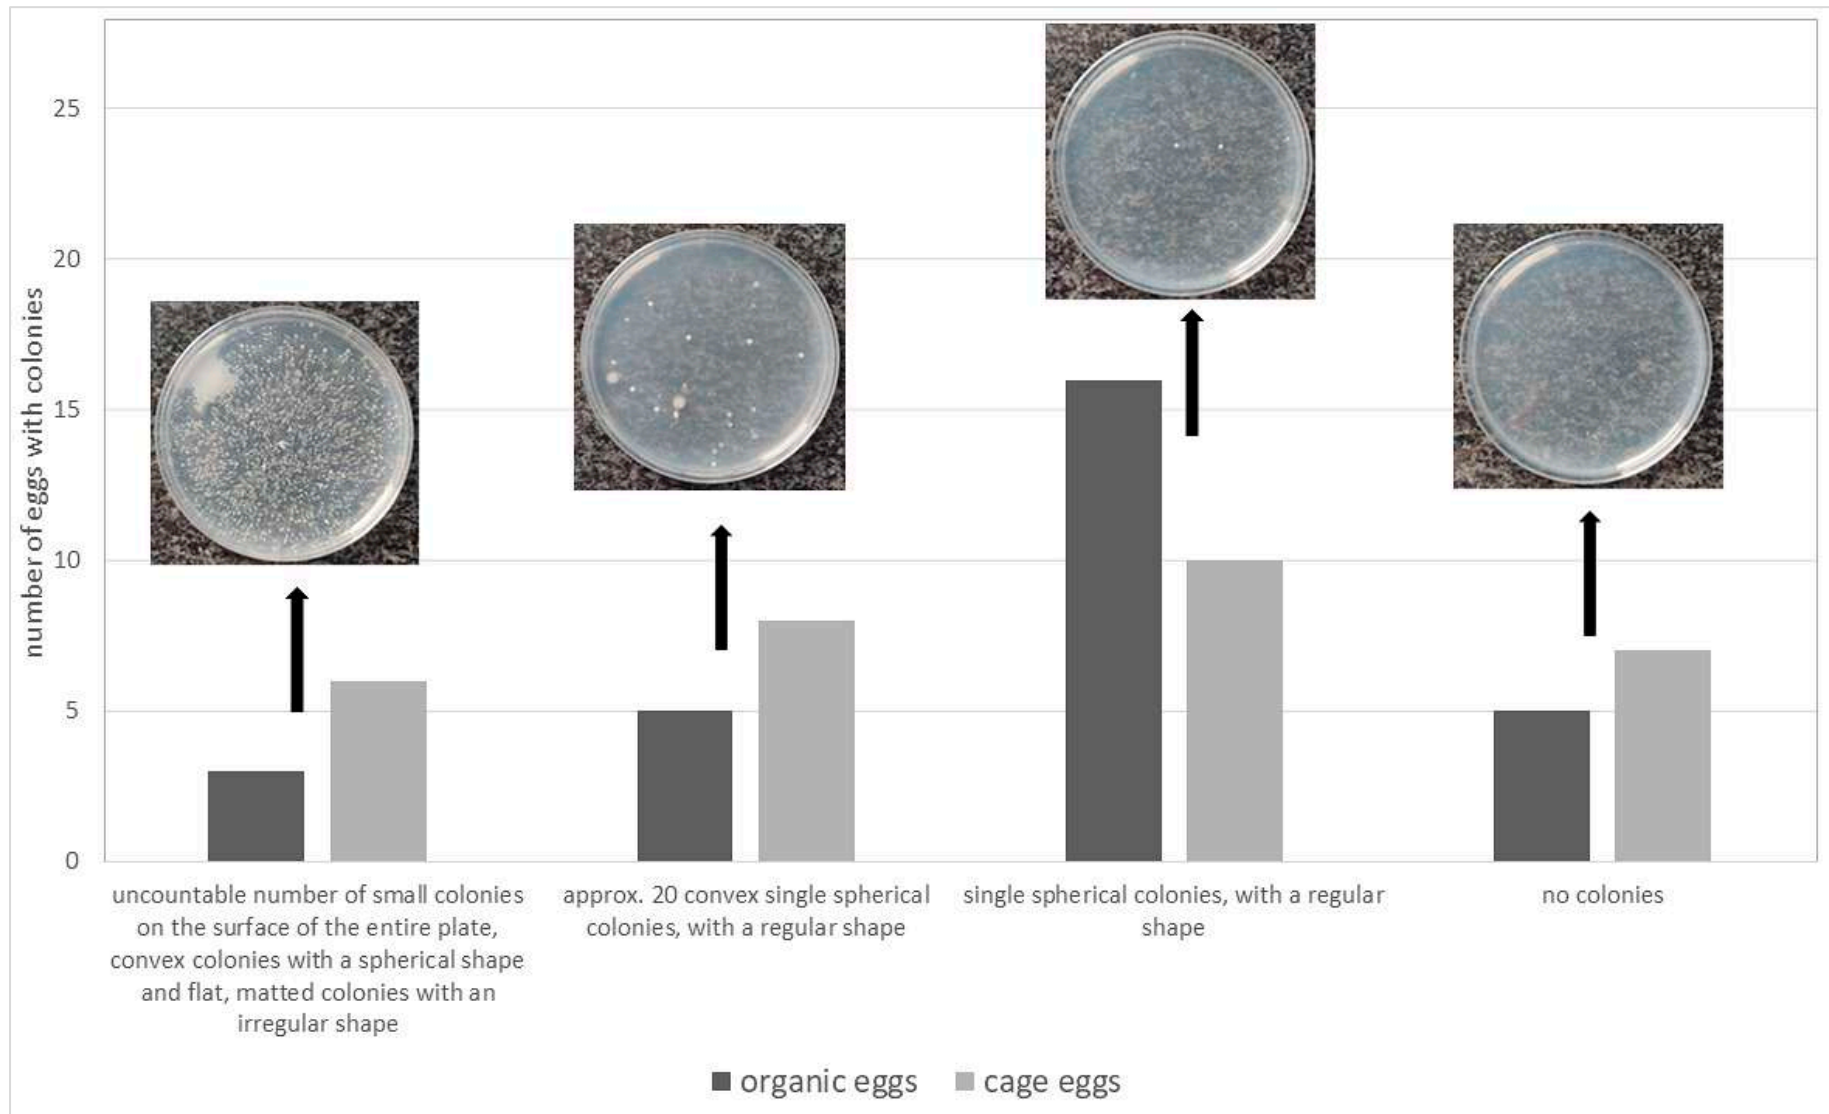 number of eggs with colonies
25
20
15
10
5
0
uncountable number of small colonies
on the surface of the entire plate,
convex colonies with a spherical shape
and flat, matted colonies with an
irregular shape
approx. 20 convex single spherical
colonies, with a regular shape
single spherical colonies, with a regular
shape
no colonies
organic eggs
cage eggs